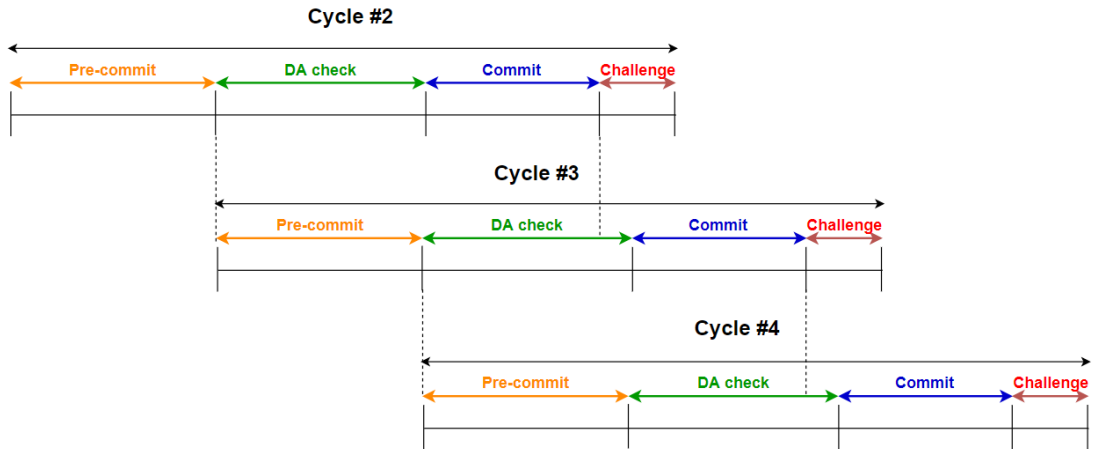 Cycle #2
Pre-commit DA check Commit Challenge
Cycle #3
Pre-commit DA check Commit Challenge
Cycle #4
Pre-commit DA check Commit Challenge